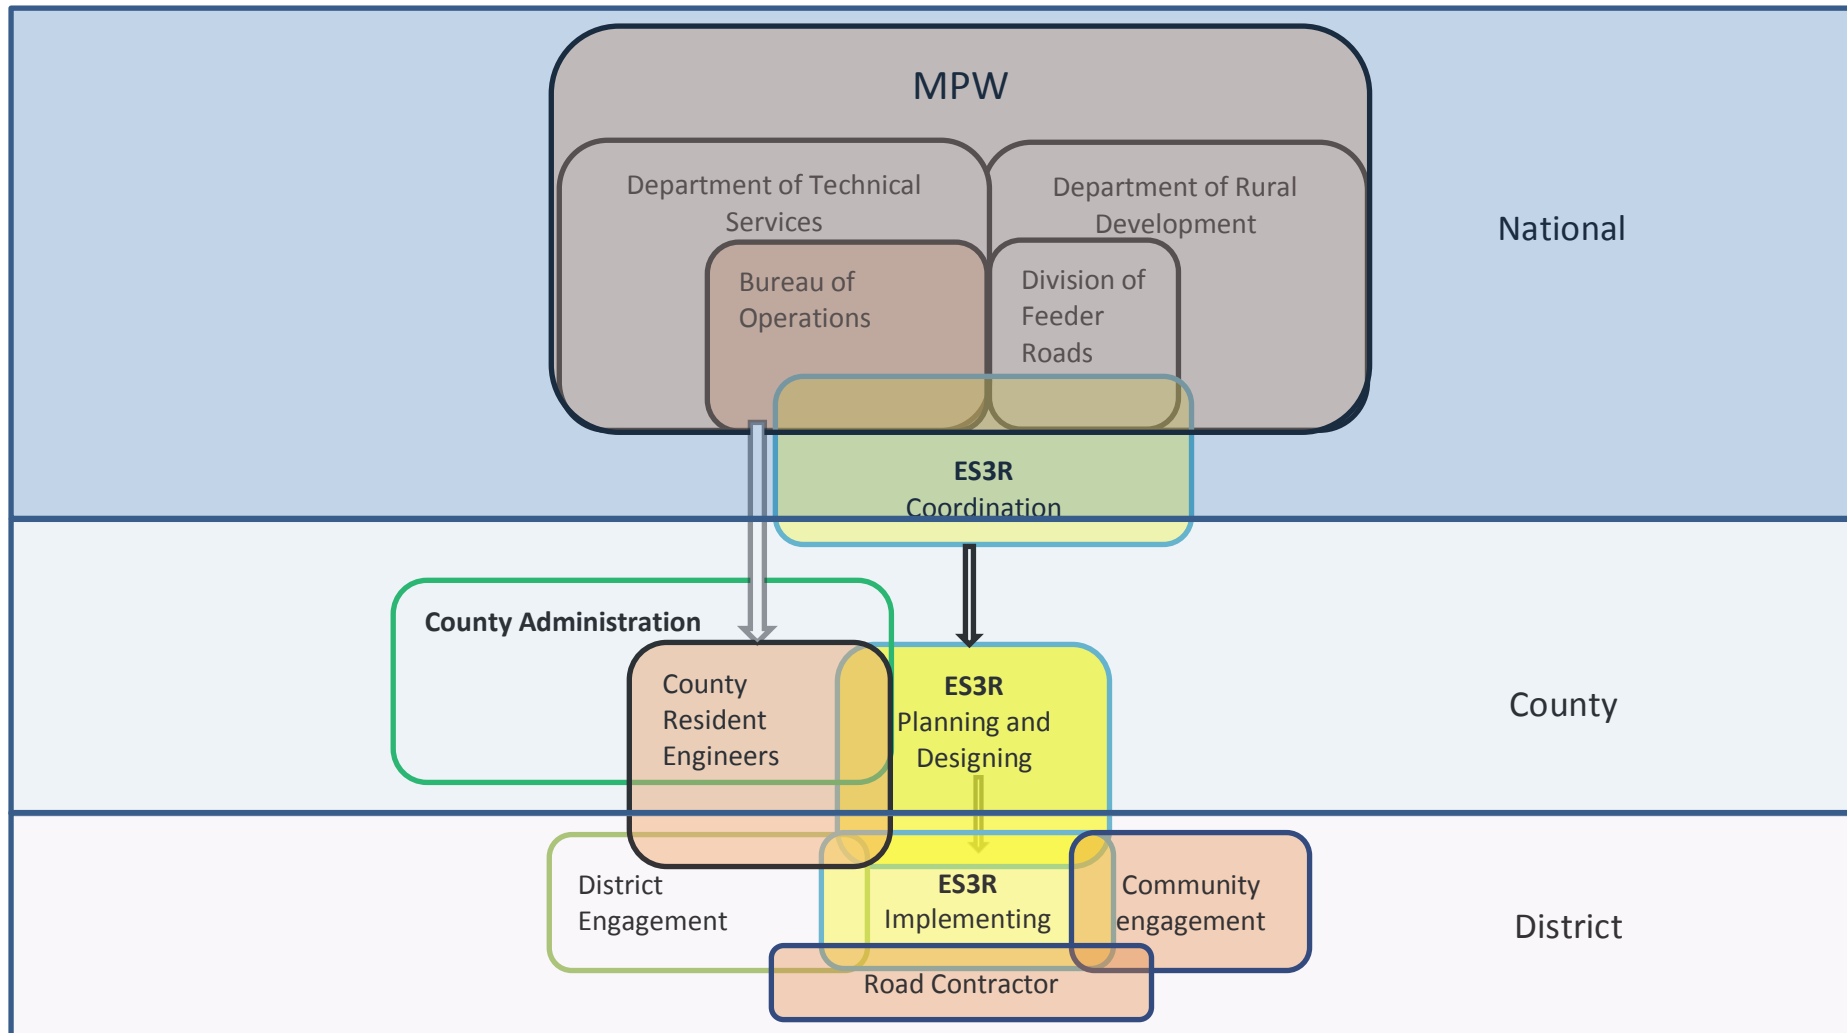 MPW
Department of Technical
Services
Department of Rural
Development
National
Bureau of
Operations
Division of
Feeder
Roads
ES3R
Coordination
County Administration
County
Resident
Engineers
ES3R
Planning and
Designing
County
District
Engagement
ES3R
Implementing
Community
engagement
District
Road Contractor